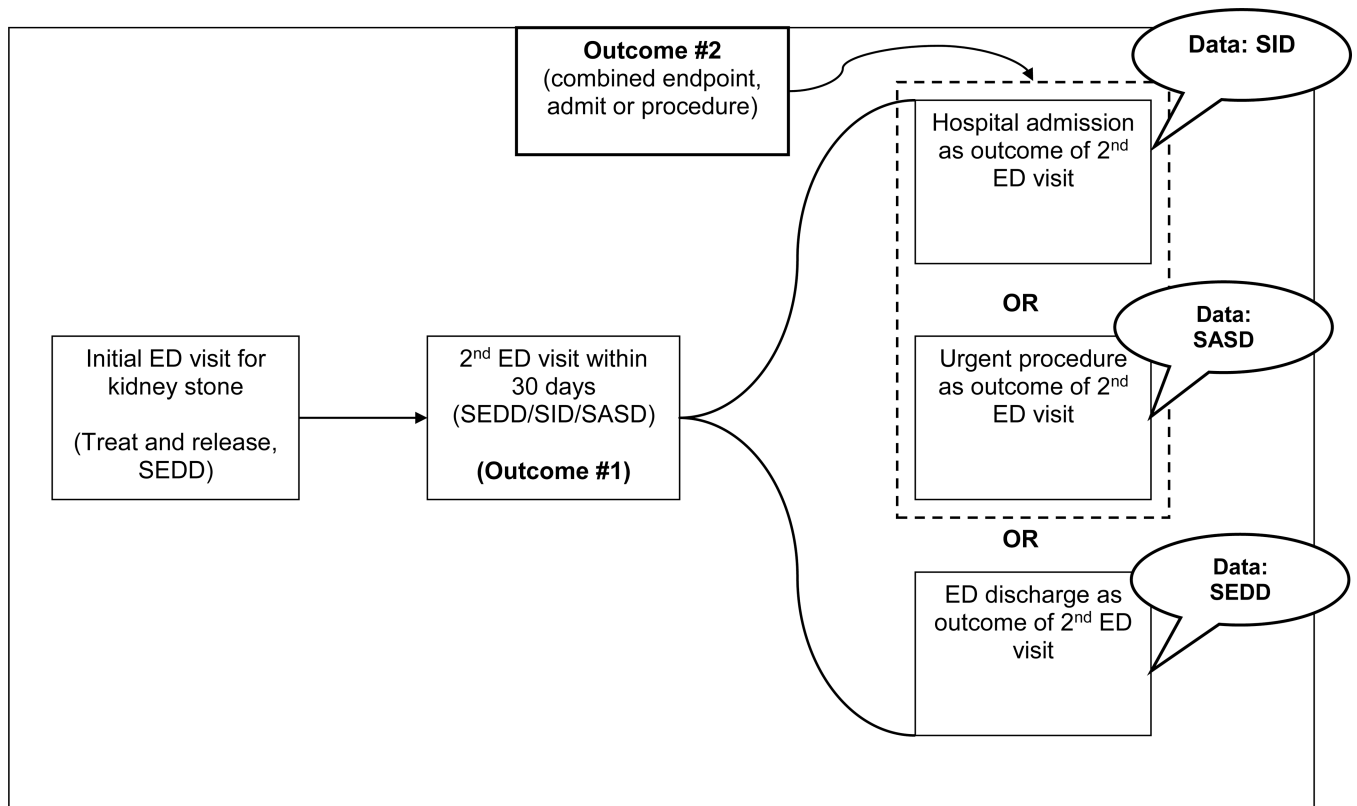 Outcome #2
(combined endpoint,
admit or procedure)
Data: SID
Hospital admission
as outcome of 2nd
ED visit
OR
Data:
SASD
Initial ED visit for
kidney stone
(Treat and release,
SEDD)
2nd ED visit within
30 days
(SEDD/SID/SASD)
(Outcome #1)
Urgent procedure
as outcome of 2nd
ED visit
OR
Data:
SEDD
ED discharge as
outcome of 2nd ED
visit